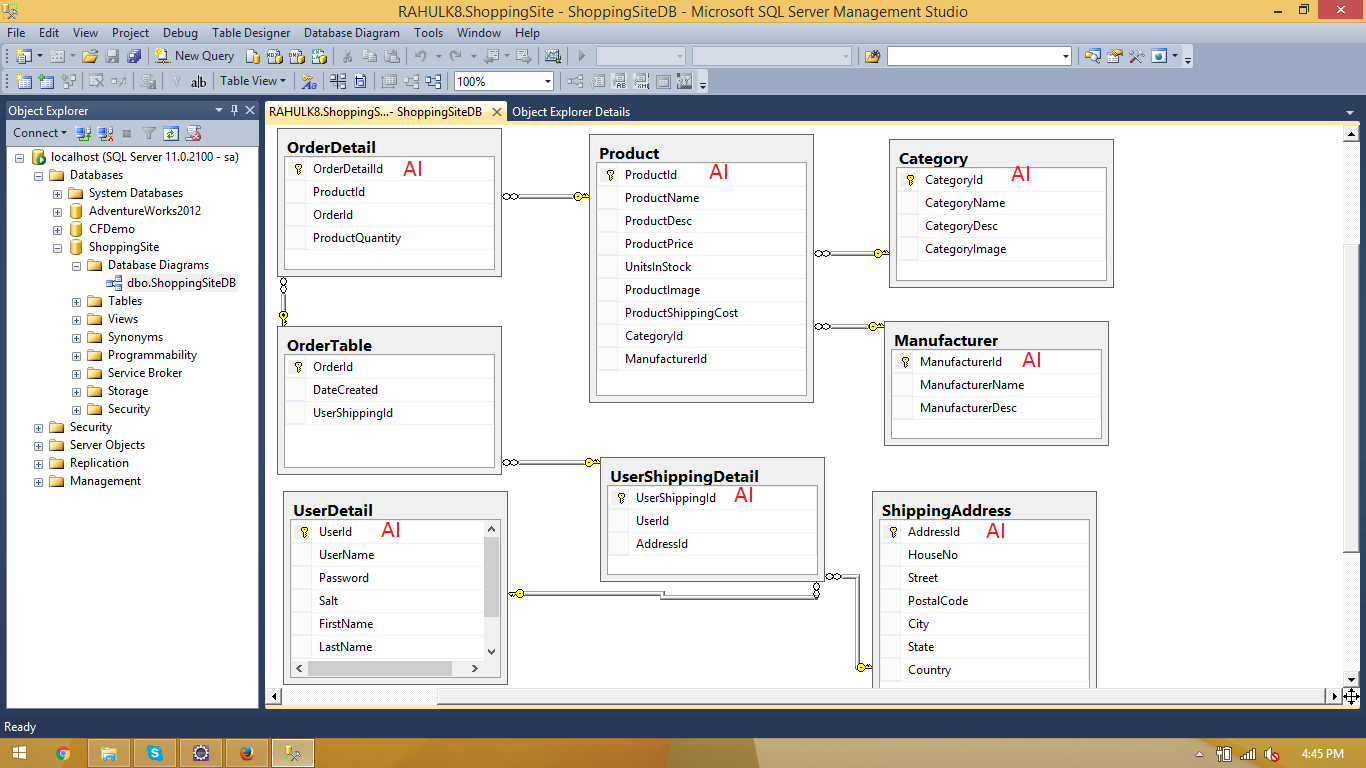 RAHULK8.ShoppingSite - ShoppingSiteDB - Microsoft SQL Server Management Studio
File Edit View Project Debug Table Designer Database Diagram Tools Window Help
New Query
ab Table View 100%
Object Explorer
Connect
localhost (SQL Server 11.0.2100 - sa)
Databases
System Databases
AdventureWorks2012
CFDemo
ShoppingSite
Database Diagrams
dbo.ShoppingSiteDB
Tables
Views
Synonyms
Programmability
Service Broker
Storage
Security
Security
Server Objects
Replication
Management
RAHULK8.ShoppingS...- ShoppingSiteDB Object Explorer Details
OrderDetail
OrderDetailId AI
ProductId
OrderId
ProductQuantity
Product
ProductId AI
ProductName
ProductDesc
ProductPrice
UnitsInStock
ProductImage
ProductShippingCost
CategoryId
ManufacturerId
Category
CategoryId AI
CategoryName
CategoryDesc
CategoryImage
OrderTable
OrderId
DateCreated
UserShippingId
Manufacturer
ManufacturerId AI
ManufacturerName
ManufacturerDesc
UserDetail
UserId AI
UserName
Password
Salt
FirstName
LastName
UserShippingDetail
UserShippingId AI
UserId
AddressId
ShippingAddress
AddressId AI
HouseNo
Street
PostalCode
City
State
Country
Ready
4:45 PM